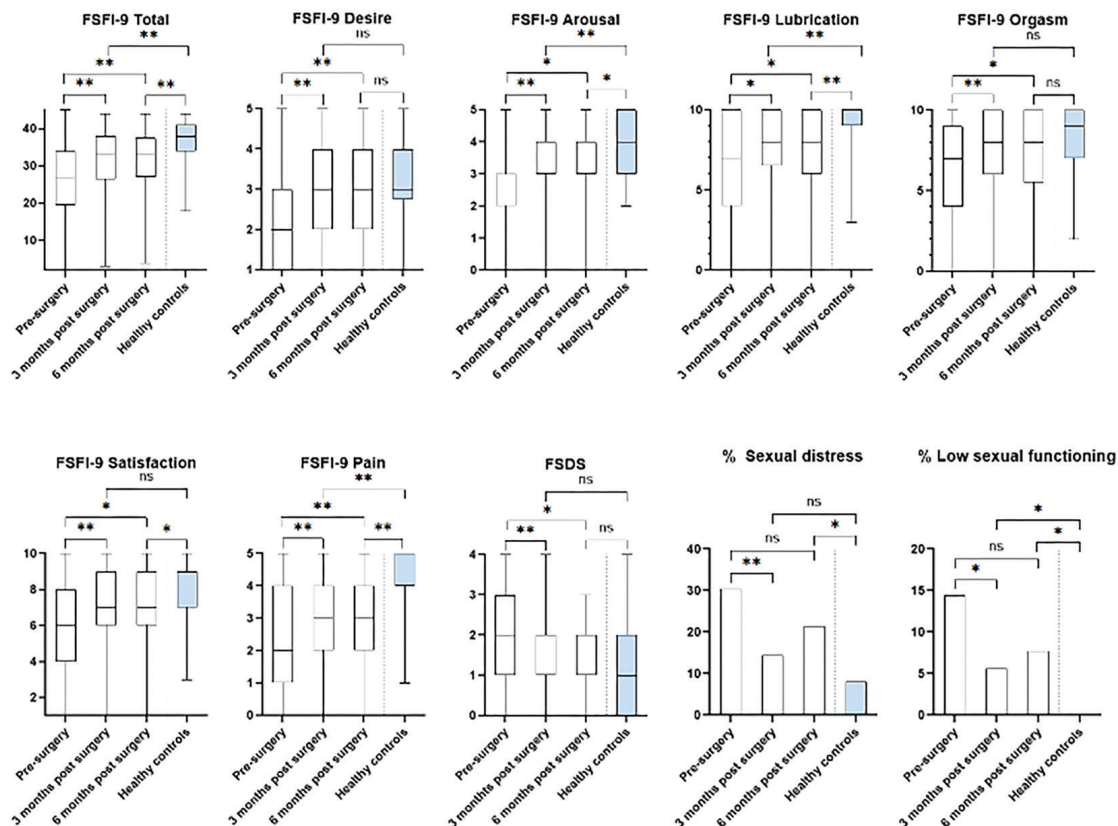 FSFI-9 Total
**
**
**
**
40
30
20
10
Pre-surgery
3 months post surgery
6 months post surgery
Healthy controls
FSFI-9 Desire
ns
**
**
ns
5
4
3
2
1
Pre-surgery
3 months post surgery
6 months post surgery
Healthy controls
FSFI-9 Arousal
**
*
**
*
5
4
3
2
1
0
Pre-surgery
3 months post surgery
6 months post surgery
Healthy controls
FSFI-9 Lubrication
**
*
*
**
10
5
0
Pre-surgery
3 months post surgery
6 months post surgery
Healthy controls
FSFI-9 Orgasm
ns
*
**
ns
10
5
0
Pre-surgery
3 months post surgery
6 months post surgery
Healthy controls
FSFI-9 Satisfaction
ns
*
**
*
10
8
6
4
2
Pre-surgery
3 months post surgery
6 months post surgery
Healthy controls
FSFI-9 Pain
**
**
**
**
5
4
3
2
1
0
Pre-surgery
3 months post surgery
6 months post surgery
Healthy controls
FSDS
ns
*
**
ns
4
3
2
1
0
Pre-surgery
3 months post surgery
6 months post surgery
Healthy controls
% Sexual distress
ns
ns
*
**
40
30
20
10
0
Pre-surgery
3 months post surgery
6 months post surgery
Healthy controls
% Low sexual functioning
*
ns
*
*
20
15
10
5
0
Pre-surgery
3 months post surgery
6 months post surgery
Healthy controls